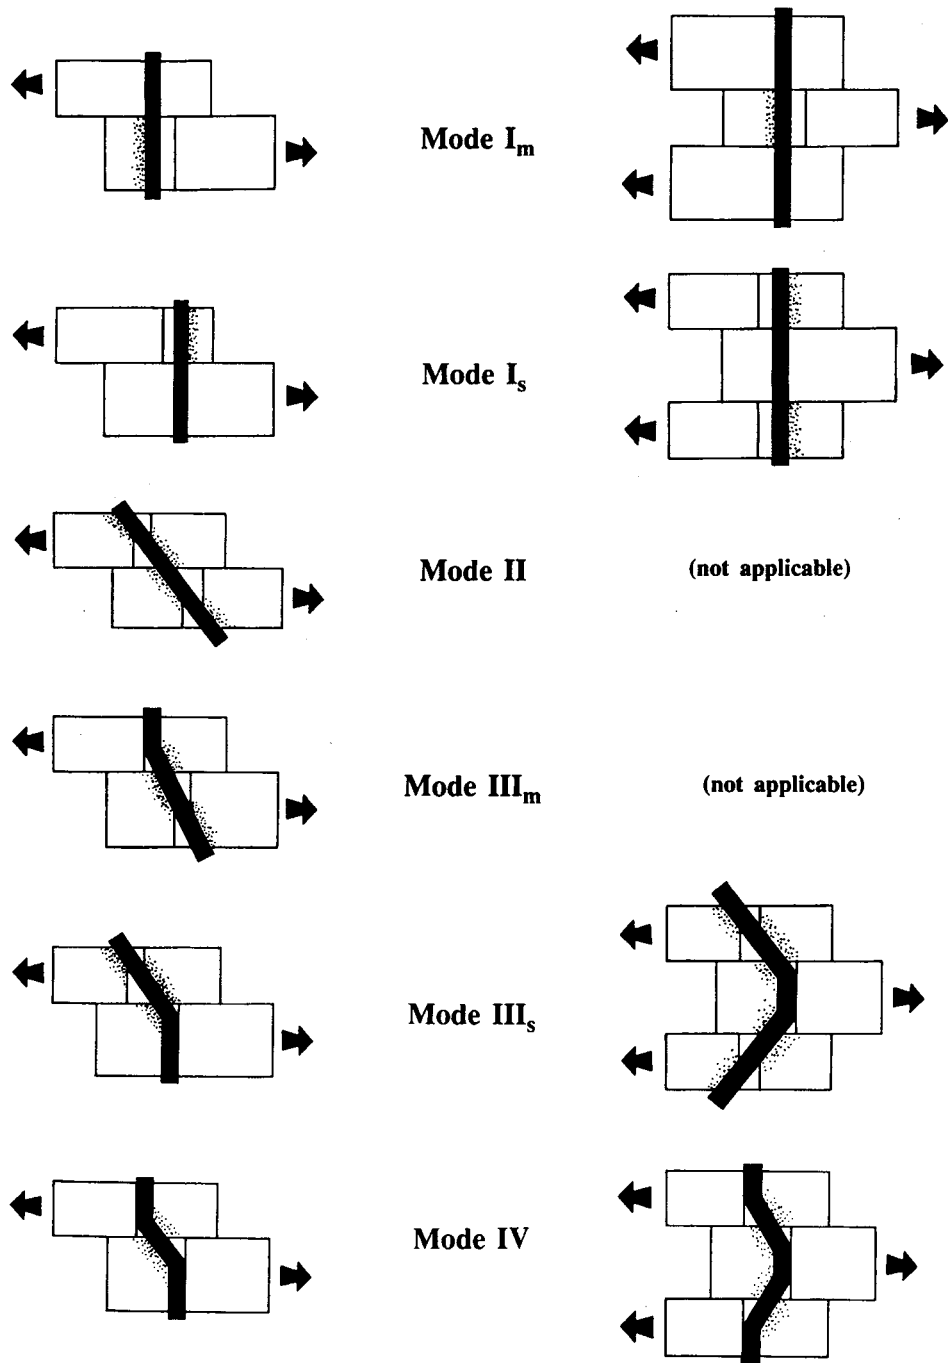 Mode Iₘ
Mode Iₛ
Mode II
(not applicable)
Mode IIIₘ
(not applicable)
Mode IIIₛ
Mode IV